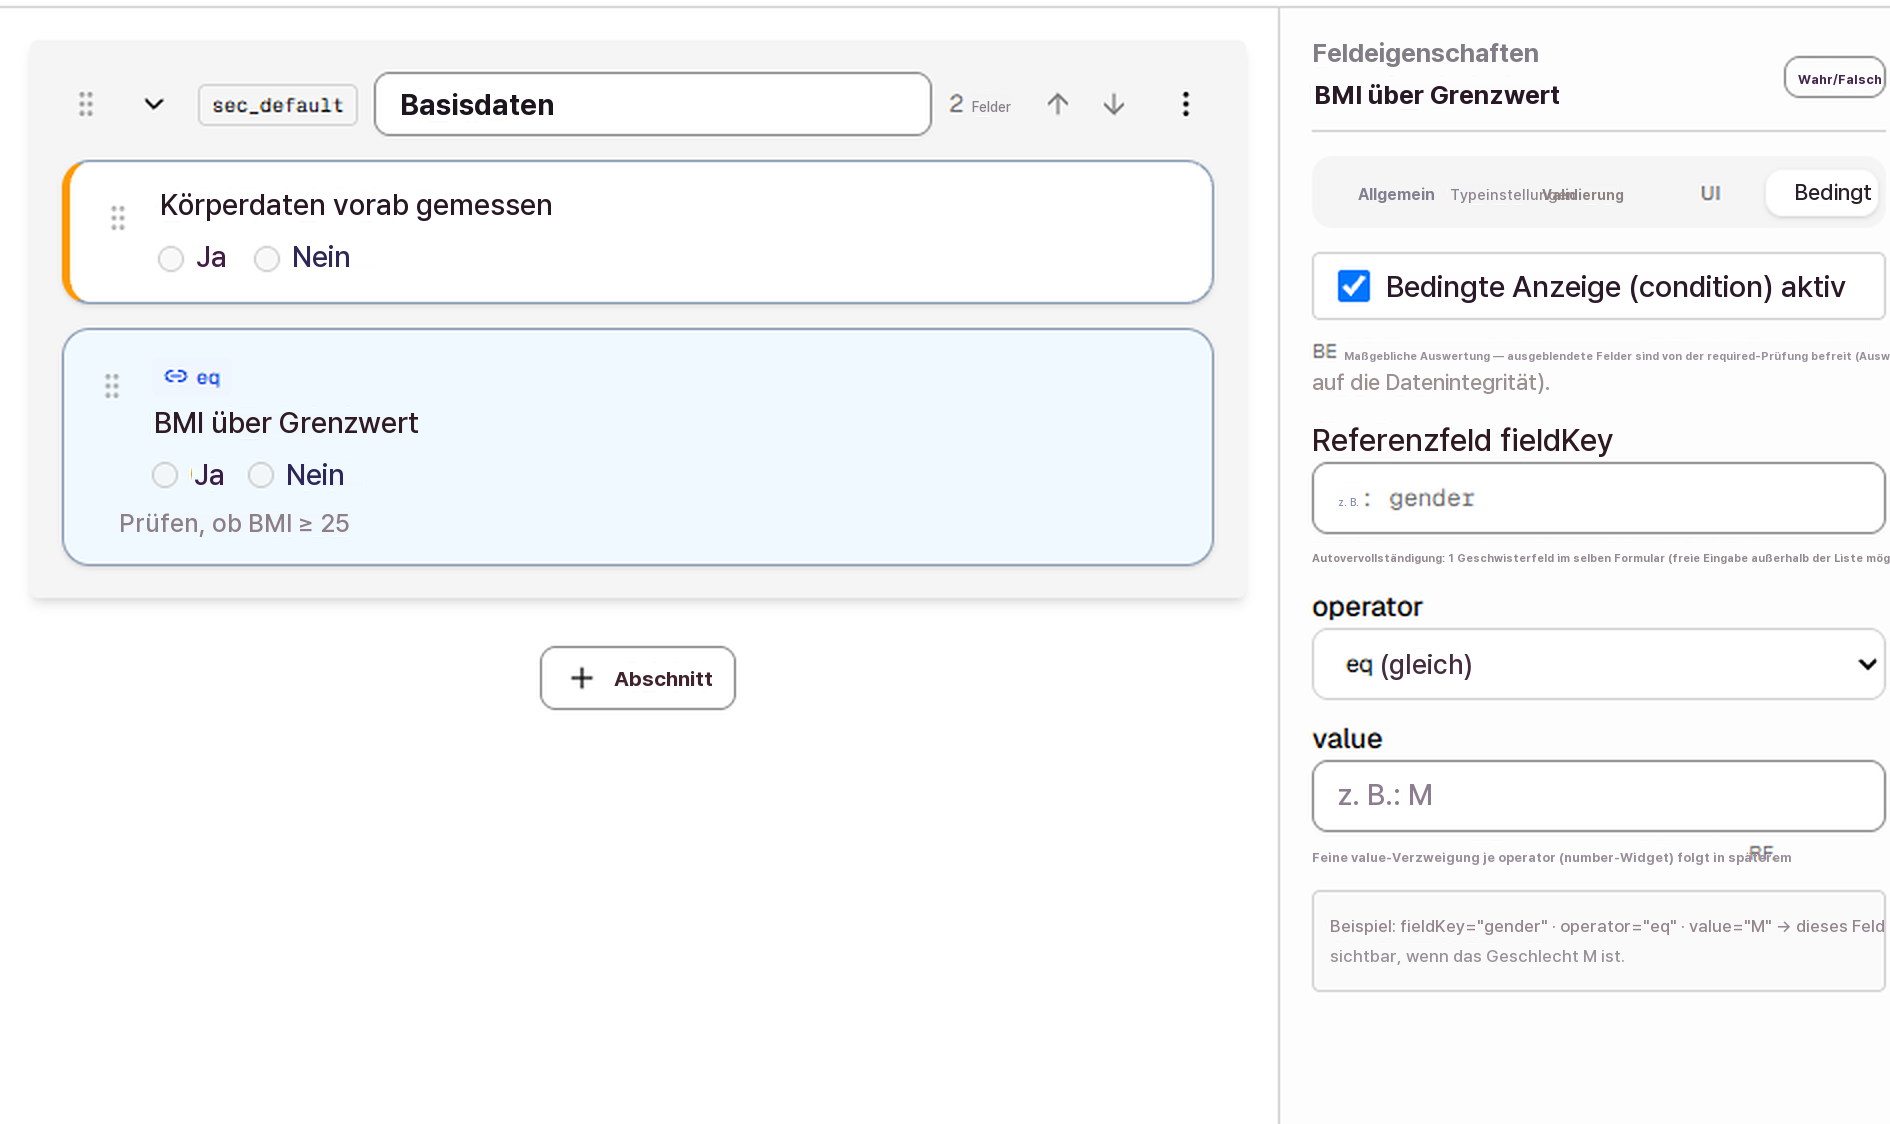 sec_default
Basisdaten
2 Felder
Körperdaten vorab gemessen
Ja
Nein
eq
BMI über Grenzwert
Ja
Nein
Prüfen, ob BMI ≥ 25
Abschnitt
Feldeigenschaften
BMI über Grenzwert
Wahr/Falsch
Allgemein Typeinstellungen Validierung UI Bedingt
Bedingte Anzeige (condition) aktiv
BE Maßgebliche Auswertung — ausgeblendete Felder sind von der required-Prüfung befreit (Ausw
auf die Datenintegrität).
Referenzfeld fieldKey
z. B. : gender
Autovervollständigung: 1 Geschwisterfeld im selben Formular (freie Eingabe außerhalb der Liste mög
operator
eq (gleich)
value
z. B.: M
Feine value-Verzweigung je operator (number-Widget) folgt in späterem
Beispiel: fieldKey="gender" · operator="eq" · value="M" → dieses Feld
sichtbar, wenn das Geschlecht M ist.